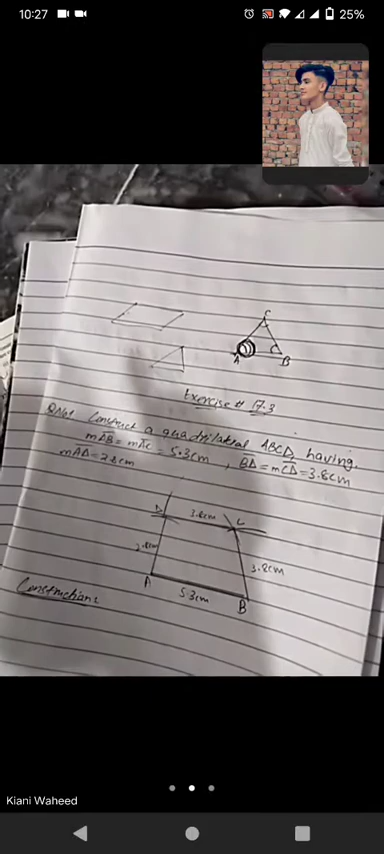 10:27
25%
C
A
B
Exercise # 17.3
Q No1 Construct a quadrilateral ABCD, having.
mAB = mAC = 5.3cm , BD = mCD = 3.8cm
mAD = 2.8cm
D
3.8cm
C
2.8cm
3.8cm
A
5.3cm
B
Construction:
Kiani Waheed